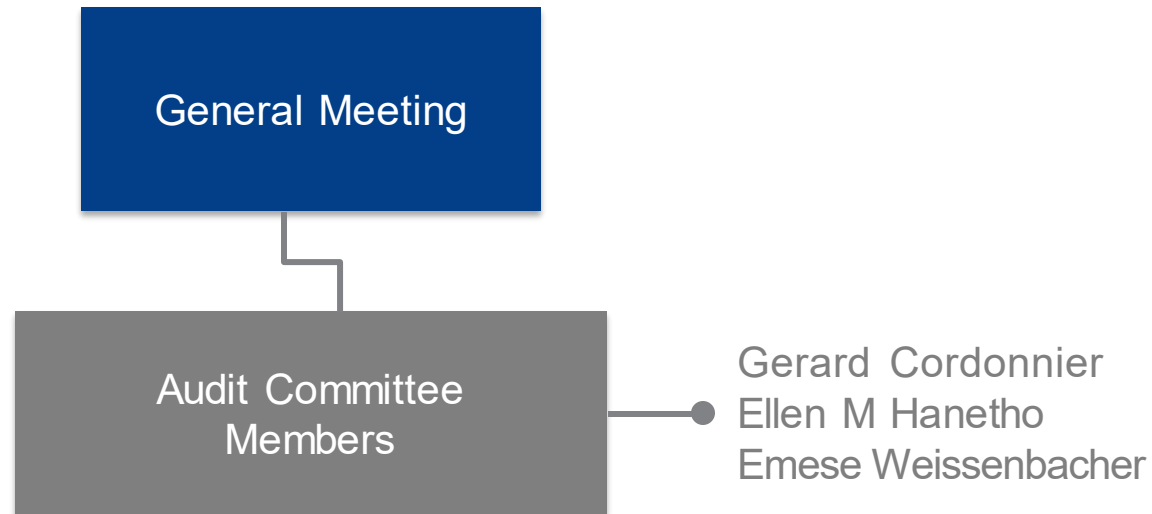 General Meeting
Audit Committee
Members
Gerard Cordonnier
Ellen M Hanetho
Emese Weissenbacher